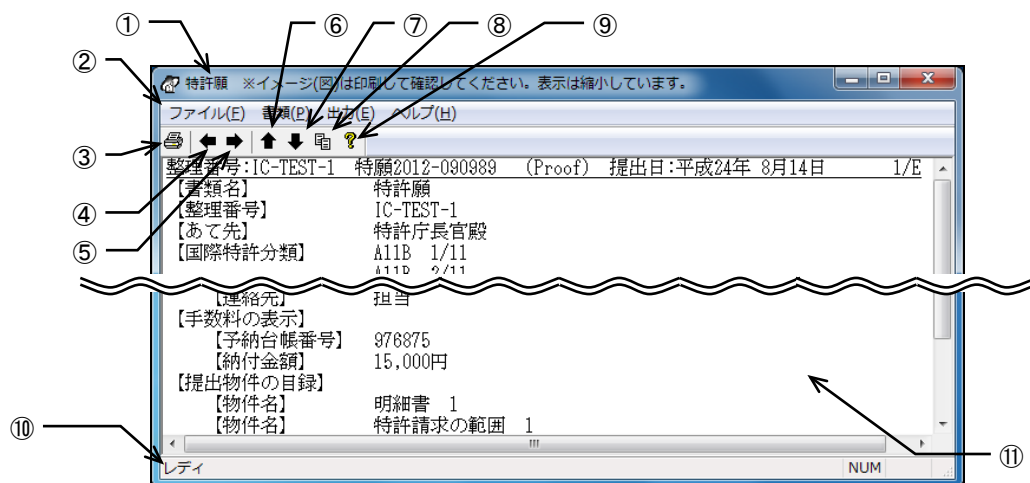 ① ⑥ ⑦ ⑧ ⑨
②
特許願 ※イメージ(図)は印刷して確認してください。表示は縮小しています。
ファイル(F) 書類(P) 出力(E) ヘルプ(H)
③
整理番号:IC-TEST-1 特願2012-090989 (Proof) 提出日:平成24年 8月14日 1/E
【書類名】 特許願
【整理番号】 IC-TEST-1
④
【あて先】 特許庁長官殿
⑤
【国際特許分類】 A11B 1/11
A11B 2/11
【連絡先】 担当
【手数料の表示】
【予納台帳番号】 976875
【納付金額】 15,000円
【提出物件の目録】
【物件名】 明細書 1
【物件名】 特許請求の範囲 1
⑩
⑪
レディ NUM